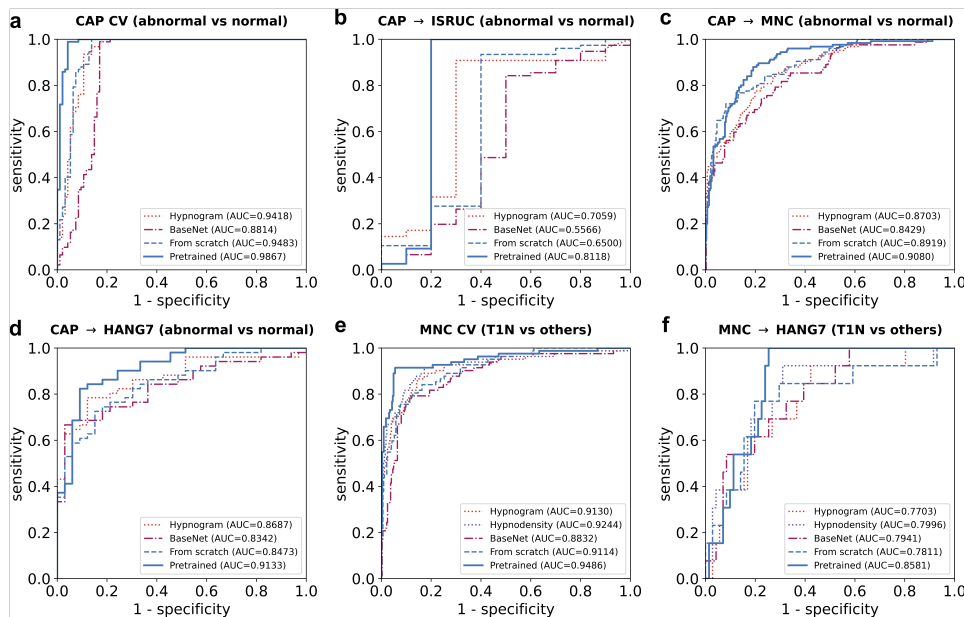 a CAP CV (abnormal vs normal)
sensitivity
1.0
0.8
0.6
0.4
0.2
0.0
Hypnogram (AUC=0.9418)
BaseNet (AUC=0.8814)
From scratch (AUC=0.9483)
Pretrained (AUC=0.9867)
0.0 0.2 0.4 0.6 0.8 1.0
1 - specificity
b CAP → ISRUC (abnormal vs normal)
sensitivity
1.0
0.8
0.6
0.4
0.2
0.0
Hypnogram (AUC=0.7059)
BaseNet (AUC=0.5566)
From scratch (AUC=0.6500)
Pretrained (AUC=0.8118)
0.0 0.2 0.4 0.6 0.8 1.0
1 - specificity
c CAP → MNC (abnormal vs normal)
sensitivity
1.0
0.8
0.6
0.4
0.2
0.0
Hypnogram (AUC=0.8703)
BaseNet (AUC=0.8429)
From scratch (AUC=0.8919)
Pretrained (AUC=0.9080)
0.0 0.2 0.4 0.6 0.8 1.0
1 - specificity
d CAP → HANG7 (abnormal vs normal)
sensitivity
1.0
0.8
0.6
0.4
0.2
0.0
Hypnogram (AUC=0.8687)
BaseNet (AUC=0.8342)
From scratch (AUC=0.8473)
Pretrained (AUC=0.9133)
0.0 0.2 0.4 0.6 0.8 1.0
1 - specificity
e MNC CV (T1N vs others)
sensitivity
1.0
0.8
0.6
0.4
0.2
0.0
Hypnogram (AUC=0.9130)
Hypnodensity (AUC=0.9244)
BaseNet (AUC=0.8832)
From scratch (AUC=0.9114)
Pretrained (AUC=0.9486)
0.0 0.2 0.4 0.6 0.8 1.0
1 - specificity
f MNC → HANG7 (T1N vs others)
sensitivity
1.0
0.8
0.6
0.4
0.2
0.0
Hypnogram (AUC=0.7703)
Hypnodensity (AUC=0.7996)
BaseNet (AUC=0.7941)
From scratch (AUC=0.7811)
Pretrained (AUC=0.8581)
0.0 0.2 0.4 0.6 0.8 1.0
1 - specificity